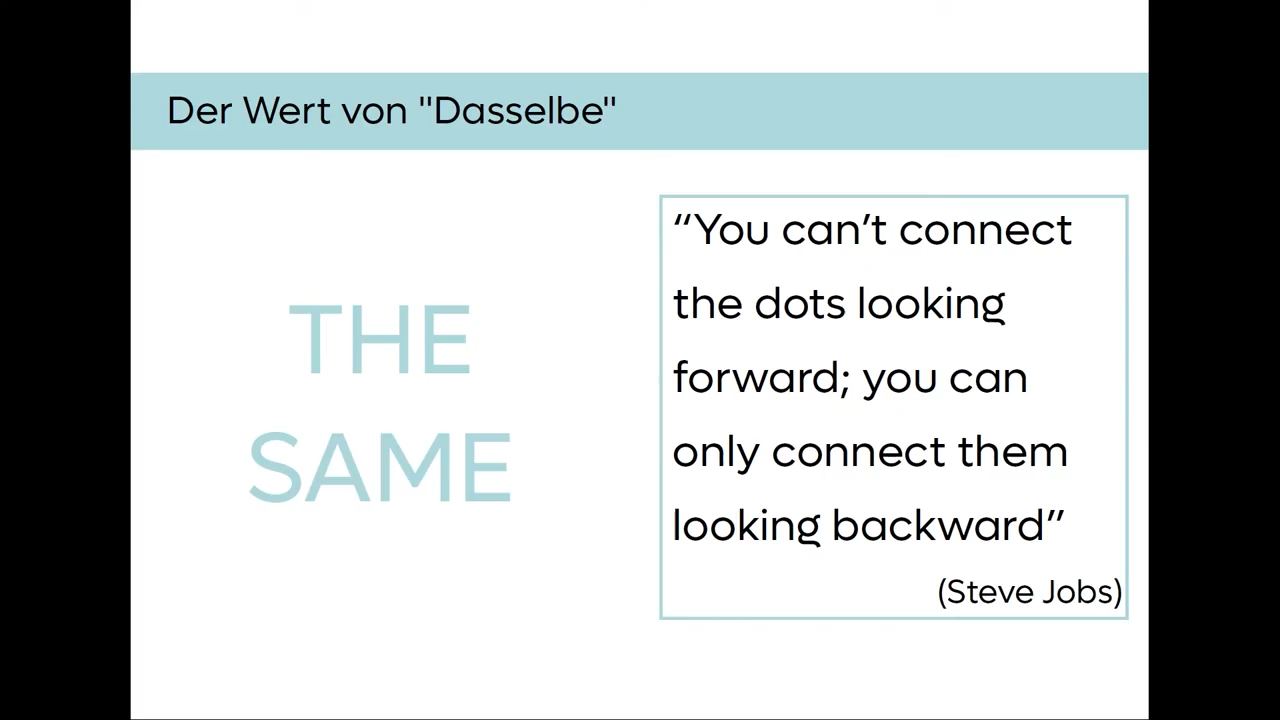 Der Wert von "Dasselbe"
THE
SAME
“You can’t connect
the dots looking
forward; you can
only connect them
looking backward”
(Steve Jobs)